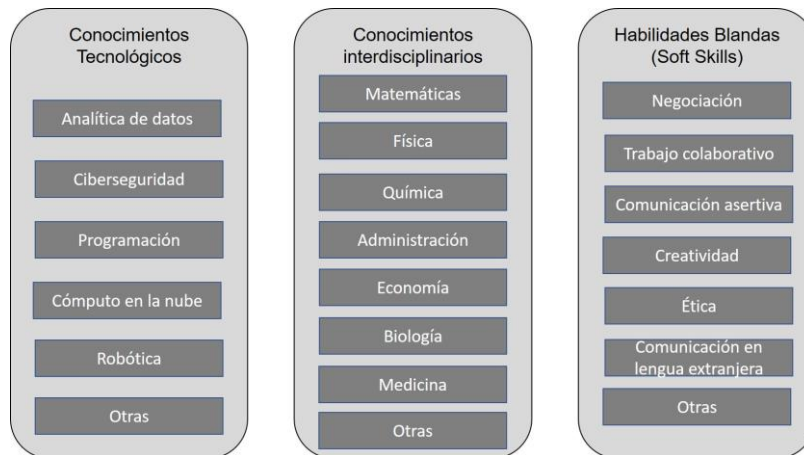 Conocimientos
Tecnológicos
Analítica de datos
Ciberseguridad
Programación
Cómputo en la nube
Robótica
Otras
Conocimientos
interdisciplinarios
Matemáticas
Física
Química
Administración
Economía
Biología
Medicina
Otras
Habilidades Blandas
(Soft Skills)
Negociación
Trabajo colaborativo
Comunicación asertiva
Creatividad
Ética
Comunicación en
lengua extranjera
Otras